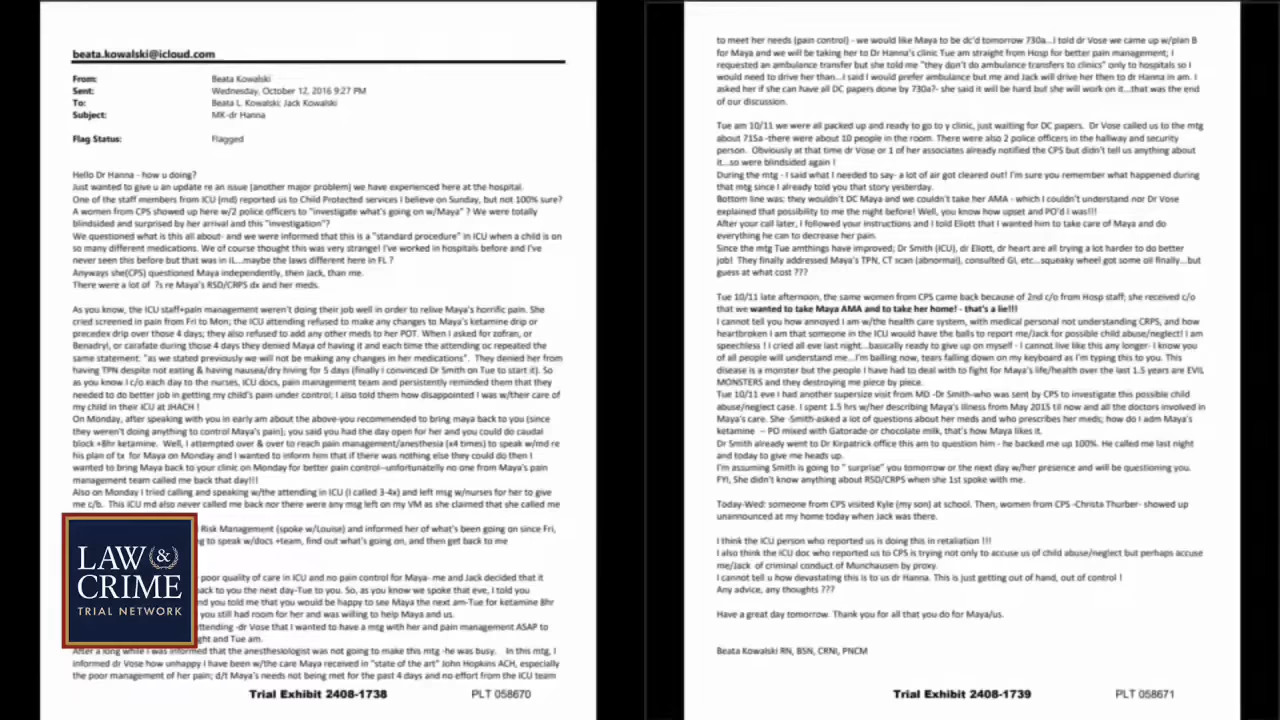 beata.kowalski@icloud.com
From: Beata Kowalski
Sent: Wednesday, October 12, 2016 9:27 PM
To: Beata L. Kowalski; Jack Kowalski
Subject: MK-dr Hanna
Flag Status: Flagged
Hello Dr Hanna - how u doing?
Just wanted to give u an update re an issue (another major problem) we have experienced here at the hospital.
One of the staff members from ICU (md) reported us to Child Protected services I believe on Sunday, but not 100% sure?
A women from CPS showed up here w/2 police officers to "investigate what's going on w/Maya" ? We were totally
blindsided and surprised by her arrival and this "investigation"?
We questioned what is this all about- and we were informed that this is a "standard procedure" in ICU when a child is on
so many different medications. We of course thought this was very strange! I've worked in hospitals before and I've
never seen this before but that was in IL...maybe the laws different here in FL ?
Anyways she(CPS) questioned Maya independently, then Jack, than me.
There were a lot of ?s re Maya's RSD/CRPS dx and her meds.
As you know, the ICU staff+pain management weren't doing their job well in order to relive Maya's horrific pain. She
cried screamed in pain from Fri to Mon; the ICU attending refused to make any changes to Maya's ketamine drip or
precedex drip over those 4 days; they also refused to add any other meds to her POT. When I asked for zofran, or
Benadryl, or carafate during those 4 days they denied Maya of having it and each time the attending oc repeated the
same statement: "as we stated previously we will not be making any changes in her medications". They denied her from
having TPN despite not eating & having nausea/dry hiving for 5 days (finally I convinced Dr Smith on Tue to start it). So
as you know I c/o each day to the nurses, ICU docs, pain management team and persistently reminded them that they
needed to do better job in getting my child's pain under control; I also told them how disappointed I was w/their care of
my child in their ICU at JHACH !
On Monday, after speaking with you in early am about the above-you recommended to bring maya back to you (since
they weren't doing anything to control Maya's pain); you said you had the day open for her and you could do caudal
block +8hr ketamine. Well, I attempted over & over to reach pain management/anesthesia (x4 times) to speak w/md re
his plan of tx for Maya on Monday and I wanted to inform him that if there was nothing else they could do then I
wanted to bring Maya back to your clinic on Monday for better pain control--unfortunatelly no one from Maya's pain
management team called me back that day!!!
Also on Monday I tried calling and speaking w/the attending in ICU (I called 3-4x) and left msg w/nurses for her to give
me c/b. This ICU md also never called me back nor there were any msg left on my VM as she claimed that she called me
Risk Management (spoke w/Louise) and informed her of what's been going on since Fri,
ng to speak w/docs +team, find out what's going on, and then get back to me
poor quality of care in ICU and no pain control for Maya- me and Jack decided that it
back to you the next day-Tue to you. So, as you know we spoke that eve, I told you
nd you told me that you would be happy to see Maya the next am-Tue for ketamine 8hr
you still had room for her and was willing to help Maya and us.
attending -dr Vose that I wanted to have a mtg with her and pain management ASAP to
ght and Tue am.
After a long while I was informed that the anesthesiologist was not going to make this mtg -he was busy. In this mtg, I
informed dr Vose how unhappy I have been w/the care Maya received in "state of the art" John Hopkins ACH, especially
the poor management of her pain; d/t Maya's needs not being met for the past 4 days and no effort from the ICU team
Trial Exhibit 2408-1738 PLT 058670
LAW &
CRIME
TRIAL NETWORK
to meet her needs (pain control) - we would like Maya to be dc'd tomorrow 730a...I told dr Vose we came up w/plan B
for Maya and we will be taking her to Dr Hanna's clinic Tue am straight from Hosp for better pain management; I
requested an ambulance transfer but she told me "they don't do ambulance transfers to clinics" only to hospitals so I
would need to drive her than...I said I would prefer ambulance but me and Jack will drive her then to dr Hanna in am. I
asked her if she can have all DC papers done by 730a?- she said it will be hard but she will work on it...that was the end
of our discussion.
Tue am 10/11 we were all packed up and ready to go to y clinic, just waiting for DC papers. Dr Vose called us to the mtg
about 715a -there were about 10 people in the room. There were also 2 police officers in the hallway and security
person. Obviously at that time dr Vose or 1 of her associates already notified the CPS but didn't tell us anything about
it...so were blindsided again !
During the mtg - I said what I needed to say- a lot of air got cleared out! I'm sure you remember what happened during
that mtg since I already told you that story yesterday.
Bottom line was: they wouldn't DC Maya and we couldn't take her AMA - which I couldn't understand nor Dr Vose
explained that possibility to me the night before! Well, you know how upset and PO'd I was!!!
After your call later, I followed your instructions and I told Eliott that I wanted him to take care of Maya and do
everything he can to decrease her pain.
Since the mtg Tue amthings have improved; Dr Smith (ICU), dr Eliott, dr heart are all trying a lot harder to do better
job! They finally addressed Maya's TPN, CT scan (abnormal), consulted GI, etc...squeaky wheel got some oil finally...but
guess at what cost ???
Tue 10/11 late afternoon, the same women from CPS came back because of 2nd c/o from Hosp staff; she received c/o
that we wanted to take Maya AMA and to take her home! - that's a lie!!!
I cannot tell you how annoyed I am w/the health care system, with medical personal not understanding CRPS, and how
heartbroken I am that someone in the ICU would have the balls to report me/Jack for possible child abuse/neglect! I am
speechless ! I cried all eve last night...basically ready to give up on myself - I cannot live like this any longer- I know you
of all people will understand me...I'm bailing now, tears falling down on my keyboard as I'm typing this to you. This
disease is a monster but the people I have had to deal with to fight for Maya's life/health over the last 1.5 years are EVIL
MONSTERS and they destroying me piece by piece.
Tue 10/11 eve I had another supersize visit from MD -Dr Smith-who was sent by CPS to investigate this possible child
abuse/neglect case. I spent 1.5 hrs w/her describing Maya's illness from May 2015 til now and all the doctors involved in
Maya's care. She -Smith-asked a lot of questions about her meds and who prescribes her meds; how do I adm Maya's
ketamine -- PO mixed with Gatorade or chocolate milk, that's how Maya likes it.
Dr Smith already went to Dr Kirpatrick office this am to question him - he backed me up 100%. He called me last night
and today to give me heads up.
I'm assuming Smith is going to " surprise" you tomorrow or the next day w/her presence and will be questioning you.
FYI, She didn't know anything about RSD/CRPS when she 1st spoke with me.
Today-Wed: someone from CPS visited Kyle (my son) at school. Then, women from CPS -Christa Thurber- showed up
unannounced at my home today when Jack was there.
I think the ICU person who reported us is doing this in retaliation !!!
I also think the ICU doc who reported us to CPS is trying not only to accuse us of child abuse/neglect but perhaps accuse
me/Jack of criminal conduct of Munchausen by proxy.
I cannot tell u how devastating this is to us dr Hanna. This is just getting out of hand, out of control !
Any advice, any thoughts ???
Have a great day tomorrow. Thank you for all that you do for Maya/us.
Beata Kowalski RN, BSN, CRNI, PNCM
Trial Exhibit 2408-1739 PLT 058671